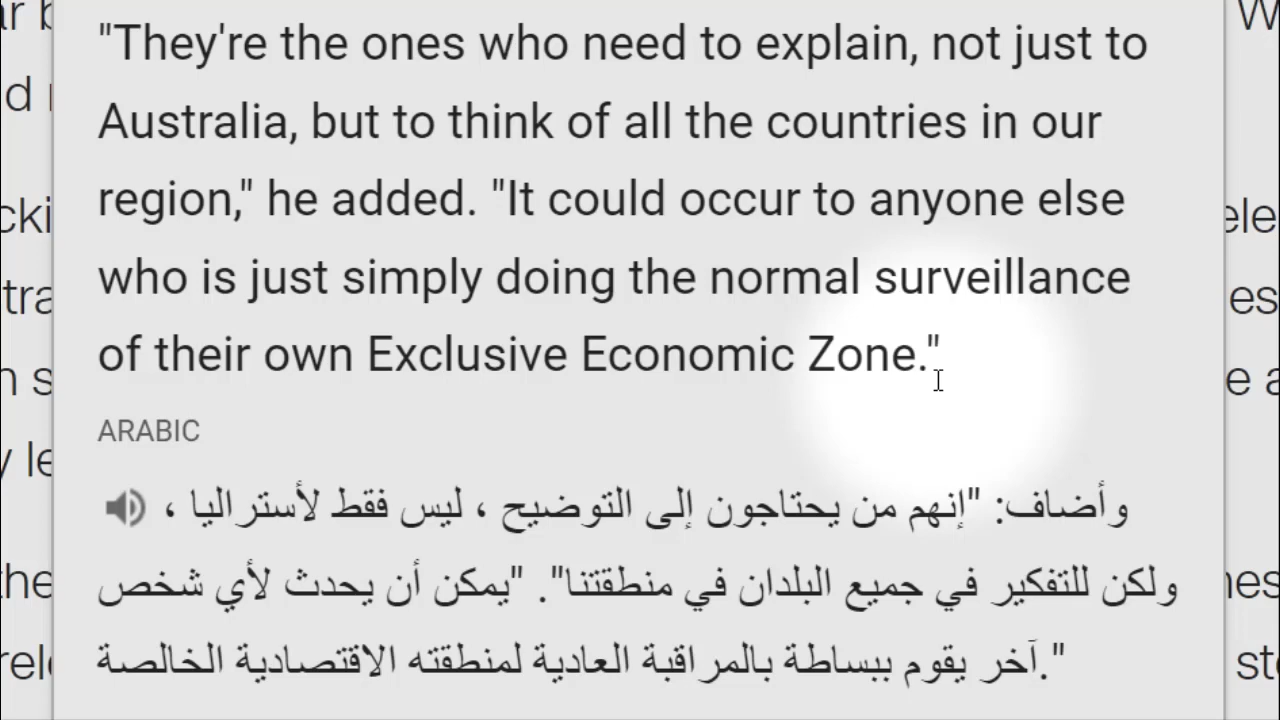 "They're the ones who need to explain, not just to
Australia, but to think of all the countries in our
region," he added. "It could occur to anyone else
who is just simply doing the normal surveillance
of their own Exclusive Economic Zone."
ARABIC
وأضاف: "إنهم من يحتاجون إلى التوضيح ، ليس فقط لأستراليا ،
ولكن للتفكير في جميع البلدان في منطقتنا". "يمكن أن يحدث لأي شخص
آخر يقوم ببساطة بالمراقبة العادية لمنطقته الاقتصادية الخالصة."